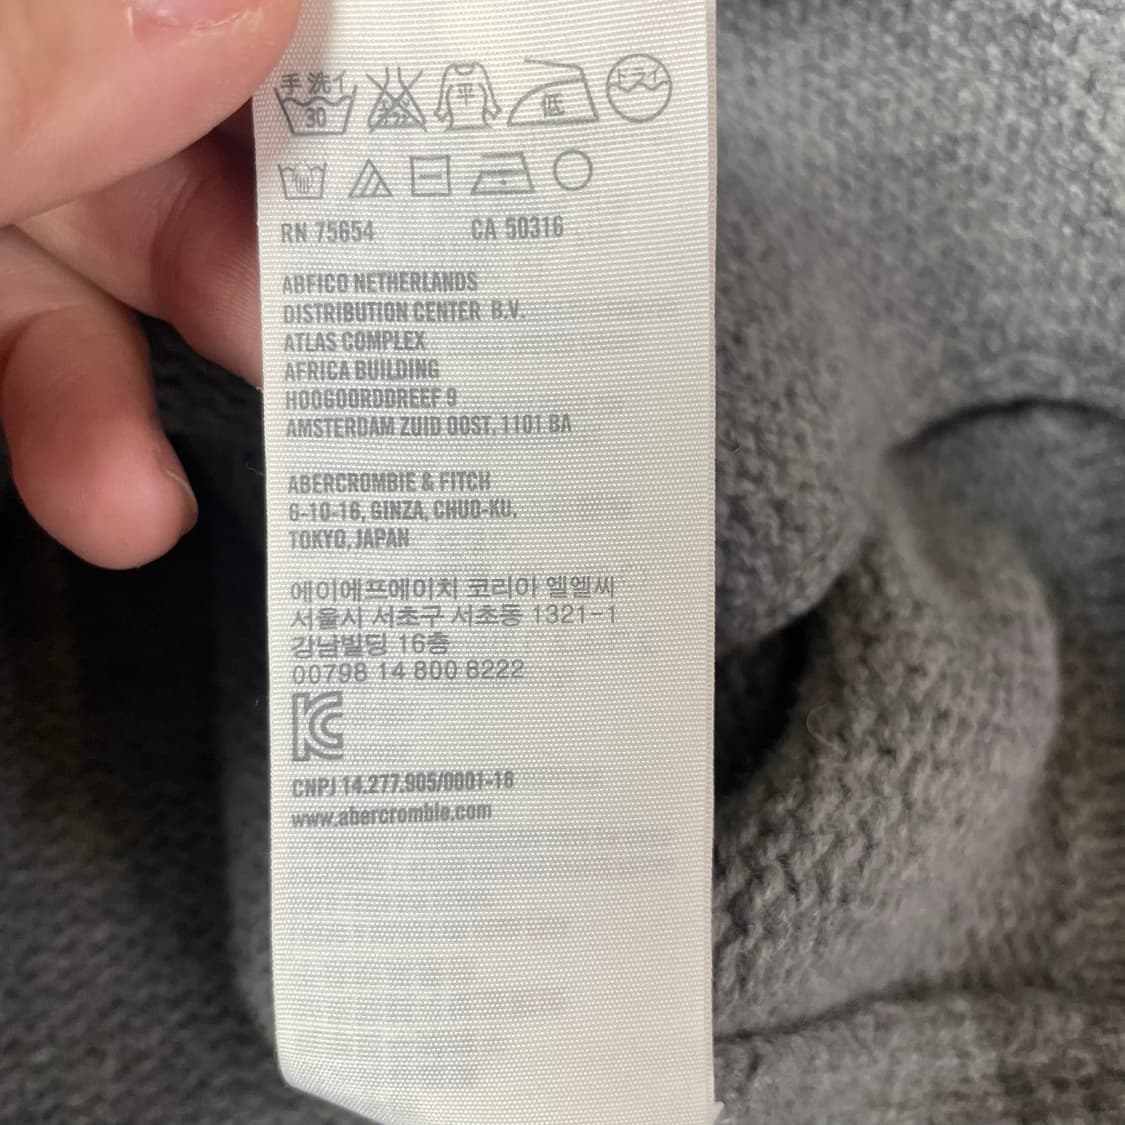 手洗イ
30
平
低
ドライ
RN 75654 CA 50316
ABFICO NETHERLANDS
DISTRIBUTION CENTER B.V.
ATLAS COMPLEX
AFRICA BUILDING
HOOGOORDDREEF 9
AMSTERDAM ZUID OOST, 1101 BA
ABERCROMBIE & FITCH
6-10-16, GINZA, CHUO-KU,
TOKYO, JAPAN
에이에프에이치 코리아 엘엘씨
서울시 서초구 서초동 1321-1
강남빌딩 16층
00798 14 800 8222
KC
CNPJ 14.277.905/0001-16
www.abercrombie.com